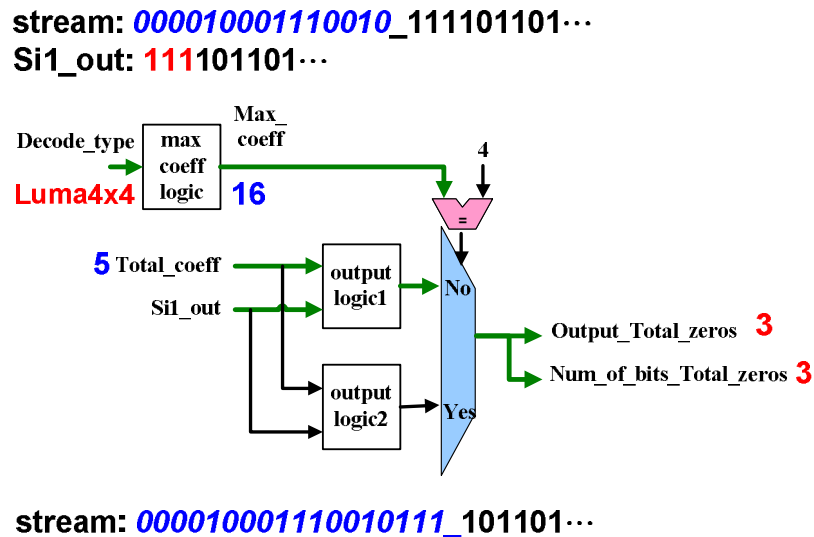 stream: 000010001110010_111101101⋯
Si1_out: 111101101⋯
Max_
coeff
Decode_type
max
coeff
logic
4
Luma4x4
16
=
5 Total_coeff
output
logic1
No
Si1_out
Output_Total_zeros 3
Num_of_bits_Total_zeros 3
output
logic2
Yes
stream: 000010001110010111_101101⋯